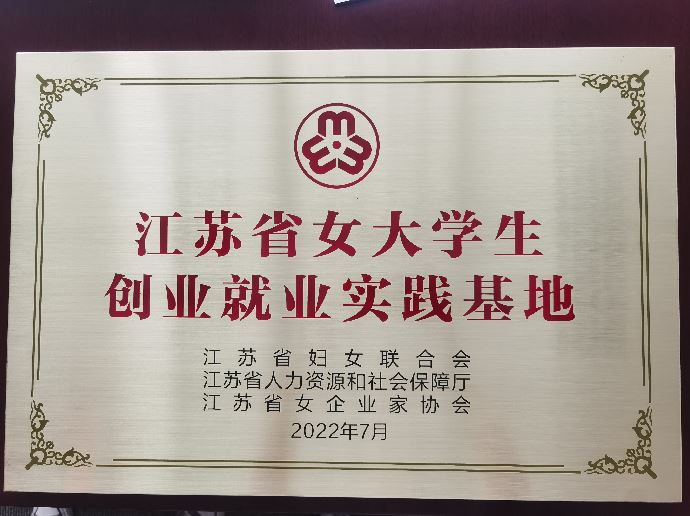 江苏省女大学生
创业就业实践基地
江苏省妇女联合会
江苏省人力资源和社会保障厅
江苏省女企业家协会
2022年7月